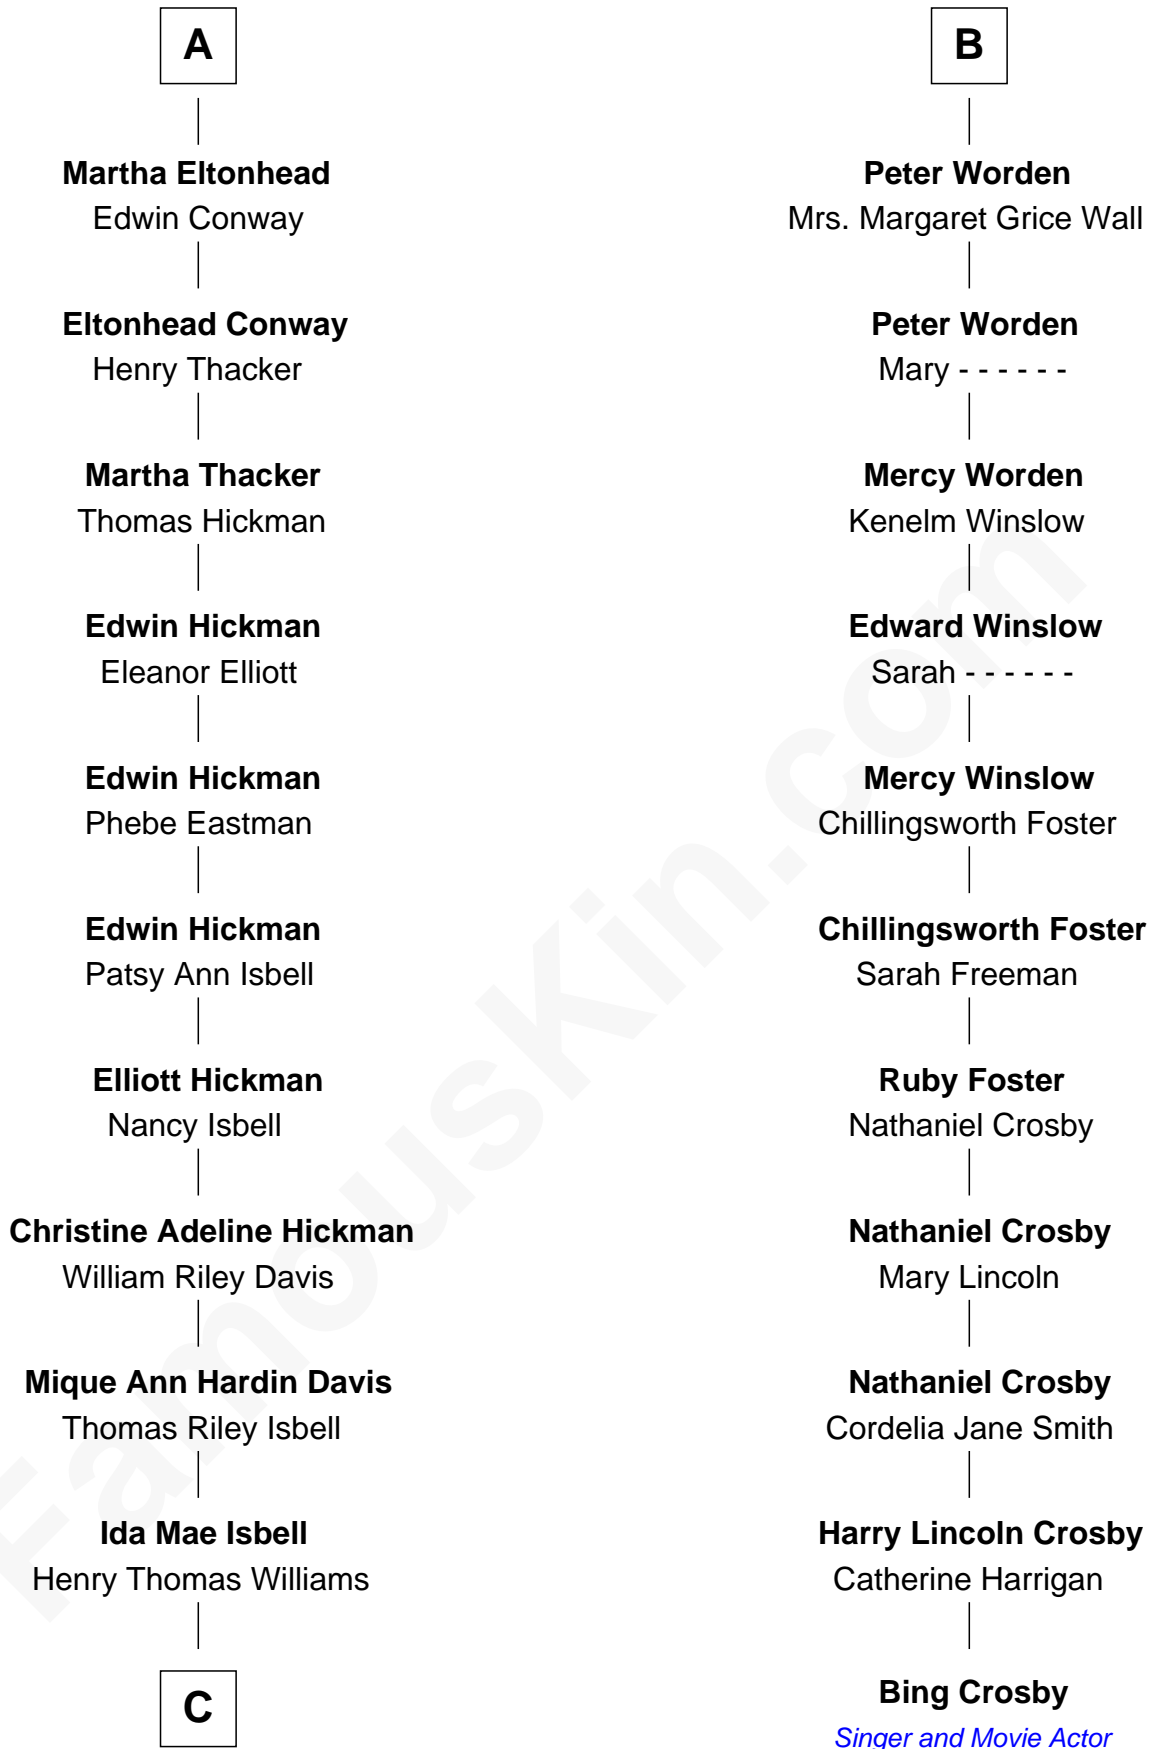 A
Martha Eltonhead
Edwin Conway
Eltonhead Conway
Henry Thacker
Martha Thacker
Thomas Hickman
Edwin Hickman
Eleanor Elliott
Edwin Hickman
Phebe Eastman
Edwin Hickman
Patsy Ann Isbell
Elliott Hickman
Nancy Isbell
Christine Adeline Hickman
William Riley Davis
Mique Ann Hardin Davis
Thomas Riley Isbell
Ida Mae Isbell
Henry Thomas Williams
C
B
Peter Worden
Mrs. Margaret Grice Wall
Peter Worden
Mary - - - - - -
Mercy Worden
Kenelm Winslow
Edward Winslow
Sarah - - - - - -
Mercy Winslow
Chillingsworth Foster
Chillingsworth Foster
Sarah Freeman
Ruby Foster
Nathaniel Crosby
Nathaniel Crosby
Mary Lincoln
Nathaniel Crosby
Cordelia Jane Smith
Harry Lincoln Crosby
Catherine Harrigan
Bing Crosby
Singer and Movie Actor
FamousKin.com